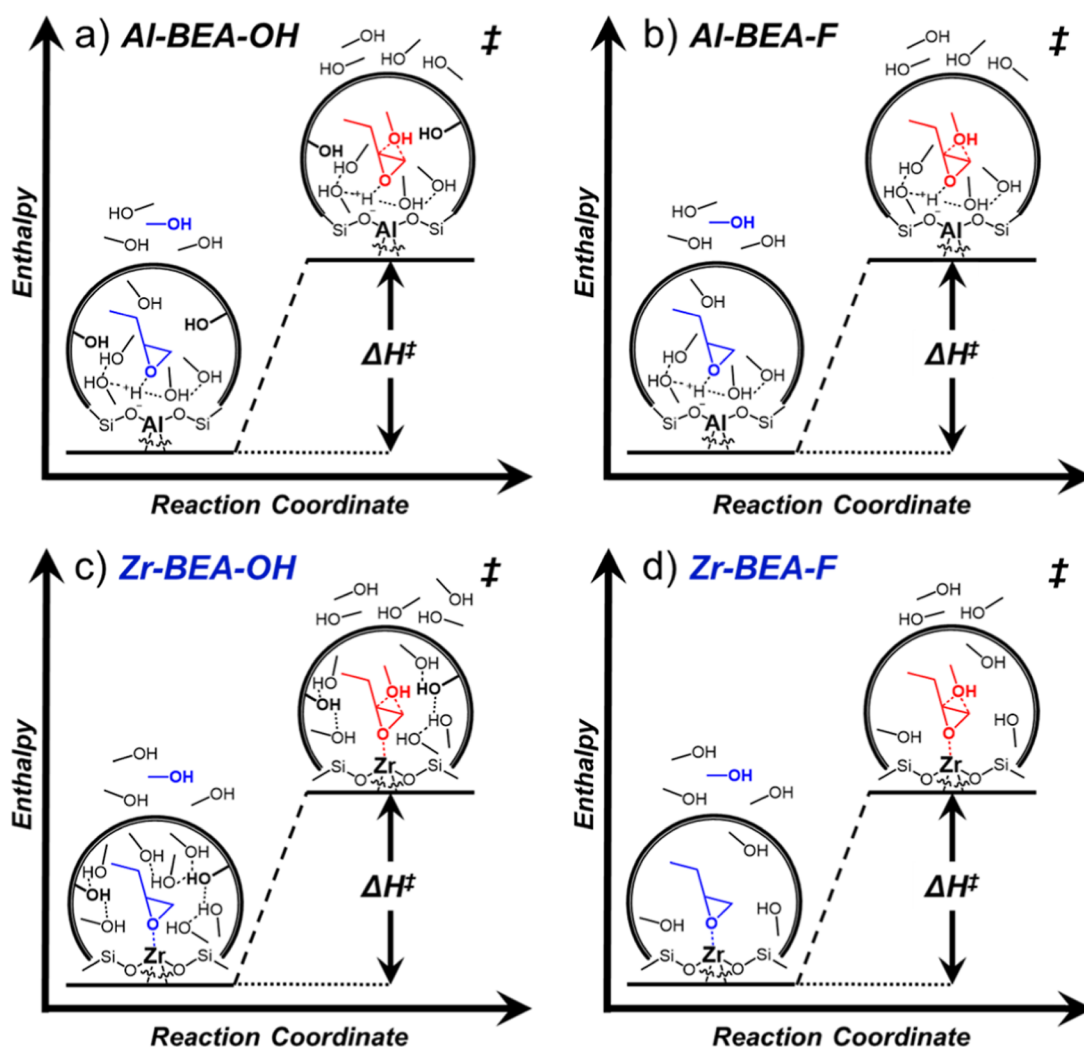 a) Al-BEA-OH
‡
OH
HO HO
OH
HO
OH
HO
OH
O
HO + H OH
−
Si O Al O Si
HO
OH
OH OH
OH
HO
OH
HO
O OH
HO + H OH
−
Si O Al O Si
ΔH‡
Enthalpy
Reaction Coordinate
b) Al-BEA-F
‡
OH
HO HO
OH
HO
OH
O
HO + H OH
−
Si O Al O Si
HO
OH
OH OH
OH
HO
O OH
HO + H OH
−
Si O Al O Si
ΔH‡
Enthalpy
Reaction Coordinate
c) Zr-BEA-OH
‡
OH OH
HO HO HO
OH
HO OH HO
OH
HO
OH HO
O
Si Zr Si
O O
OH
OH
OH OH
OH OH
HO HO HO
OH
HO
OH HO
O
Si Zr Si
O O
ΔH‡
Enthalpy
Reaction Coordinate
d) Zr-BEA-F
‡
OH
HO HO
OH
OH
HO
OH O
Si Zr Si
O O
OH
OH
OH OH
OH
OH O HO
Si Zr Si
O O
ΔH‡
Enthalpy
Reaction Coordinate